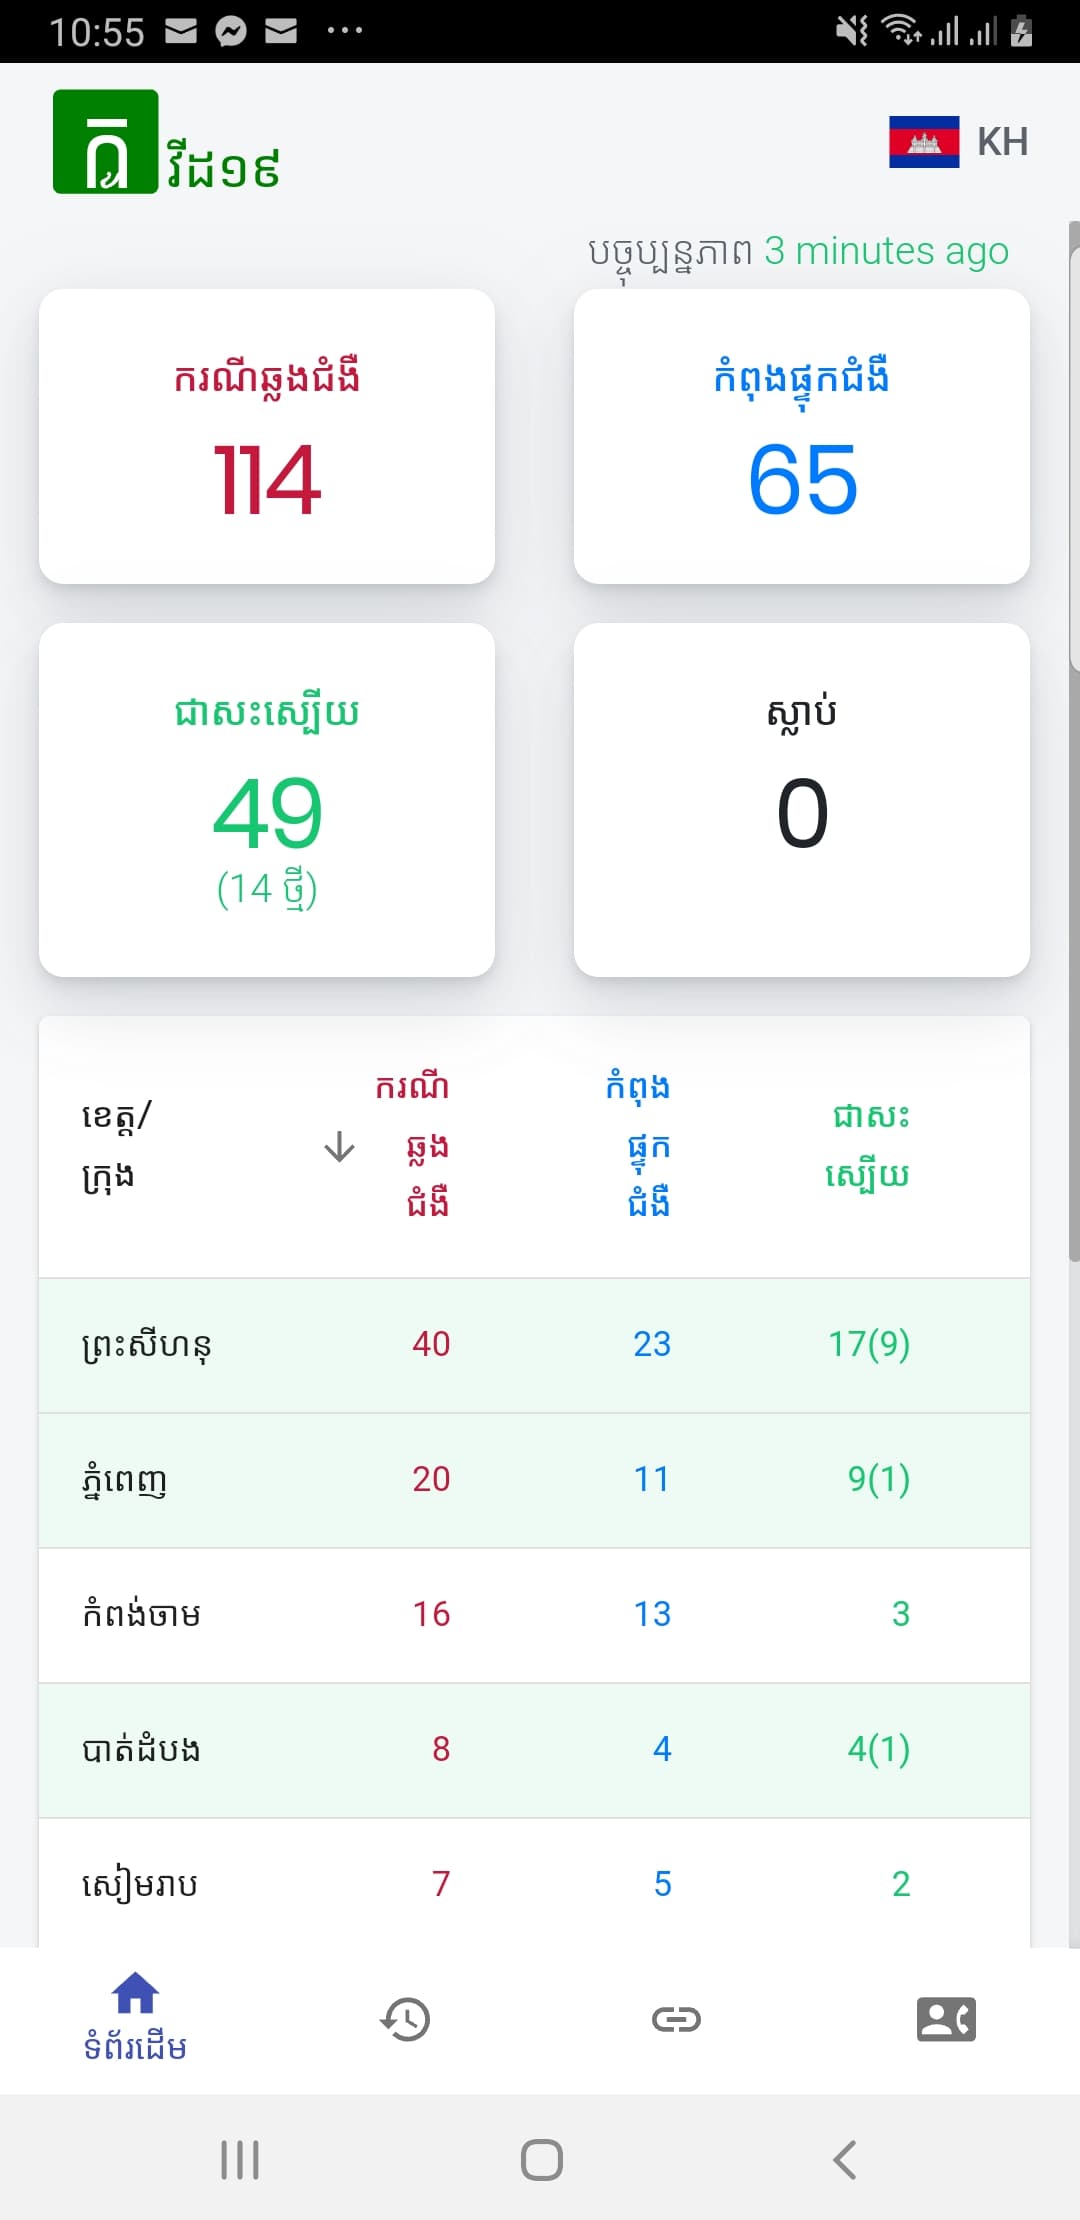 10:55
កូវីដ១៩
KH
បច្ចុប្បន្នភាព 3 minutes ago
ករណីឆ្លងជំងឺ
114
កំពុងផ្ទុកជំងឺ
65
ជាសះស្បើយ
49
(14 ថ្មី)
ស្លាប់
0
ខេត្ត/
ក្រុង
ករណី
ឆ្លង
ជំងឺ
កំពុង
ផ្ទុក
ជំងឺ
ជាសះ
ស្បើយ
ព្រះសីហនុ 40 23 17(9)
ភ្នំពេញ 20 11 9(1)
កំពង់ចាម 16 13 3
បាត់ដំបង 8 4 4(1)
សៀមរាប 7 5 2
ទំព័រដើម